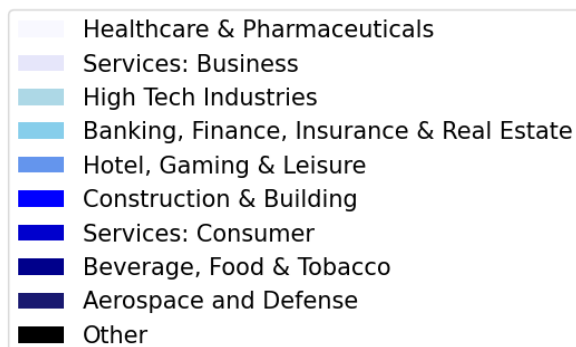 Healthcare & Pharmaceuticals
Services: Business
High Tech Industries
Banking, Finance, Insurance & Real Estate
Hotel, Gaming & Leisure
Construction & Building
Services: Consumer
Beverage, Food & Tobacco
Aerospace and Defense
Other